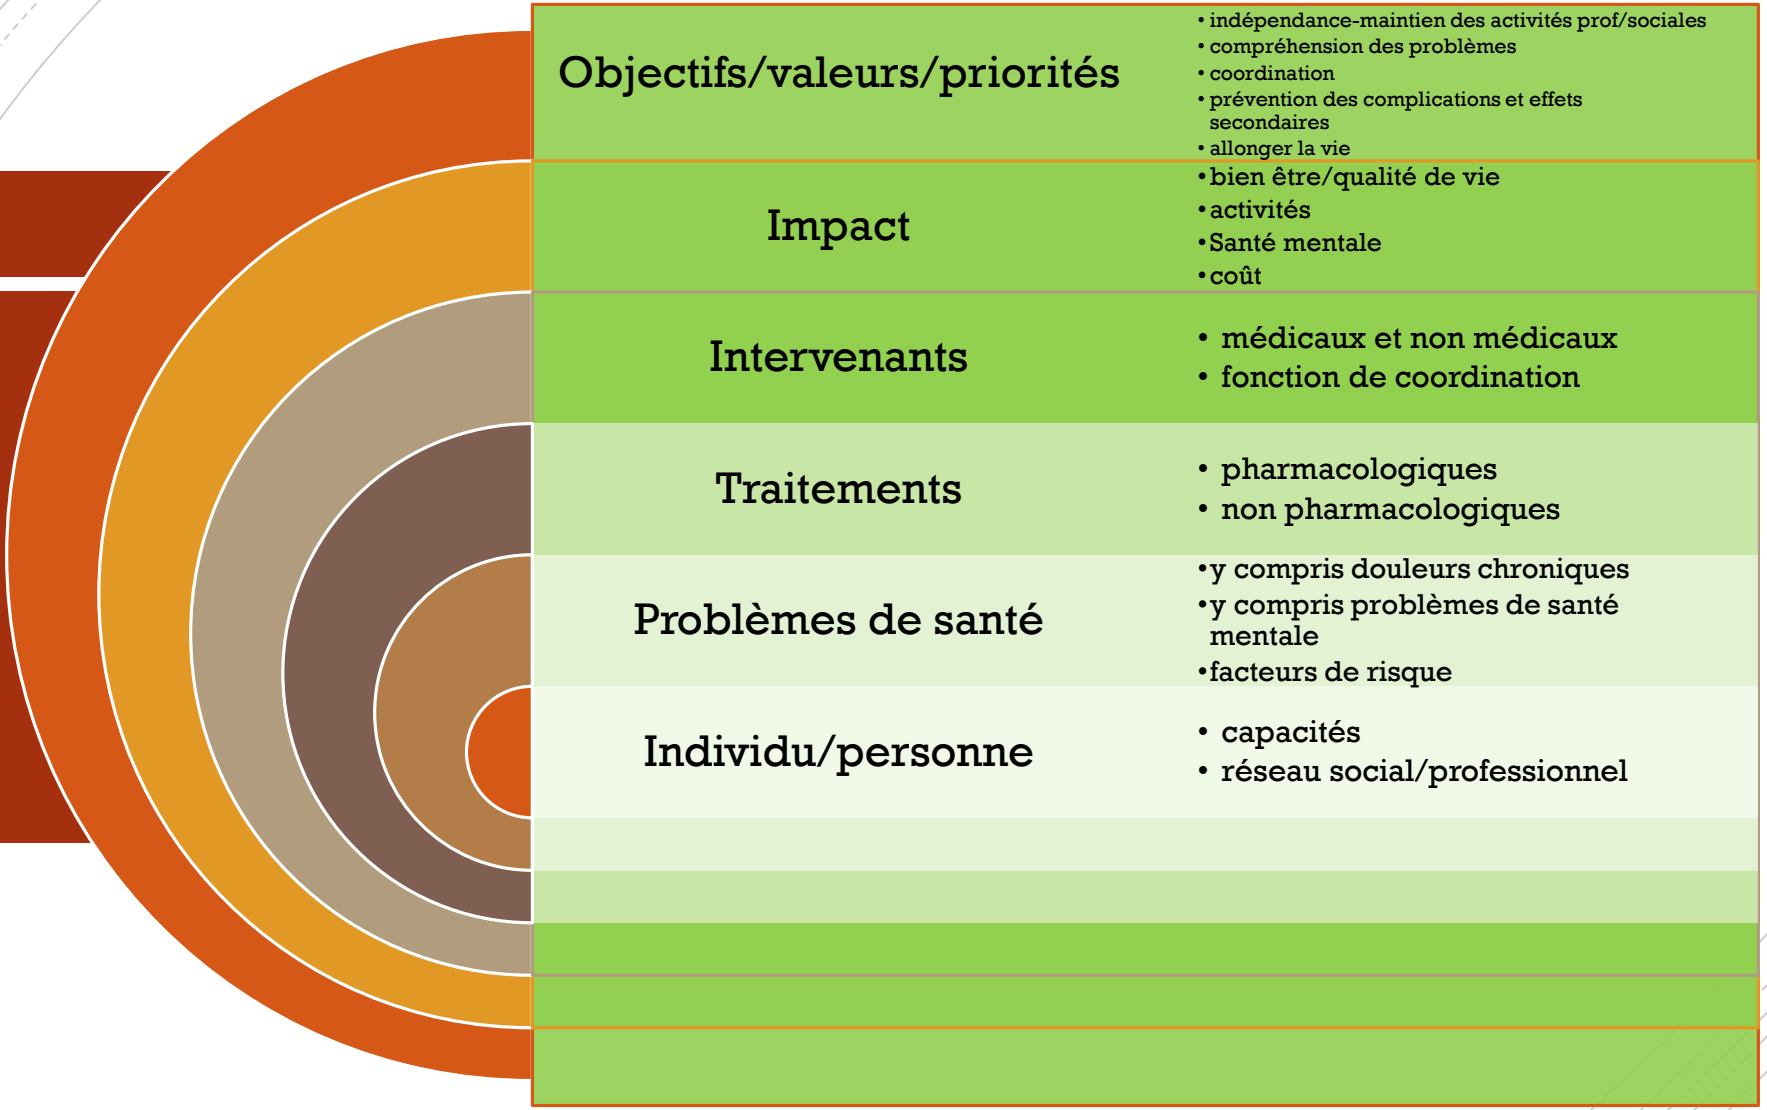 Objectifs/valeurs/priorités
• indépendance-maintien des activités prof/sociales
• compréhension des problèmes
• coordination
• prévention des complications et effets
secondaires
• allonger la vie
Impact
• bien être/qualité de vie
• activités
• Santé mentale
• coût
Intervenants
• médicaux et non médicaux
• fonction de coordination
Traitements
• pharmacologiques
• non pharmacologiques
Problèmes de santé
• y compris douleurs chroniques
• y compris problèmes de santé
mentale
• facteurs de risque
Individu/personne
• capacités
• réseau social/professionnel